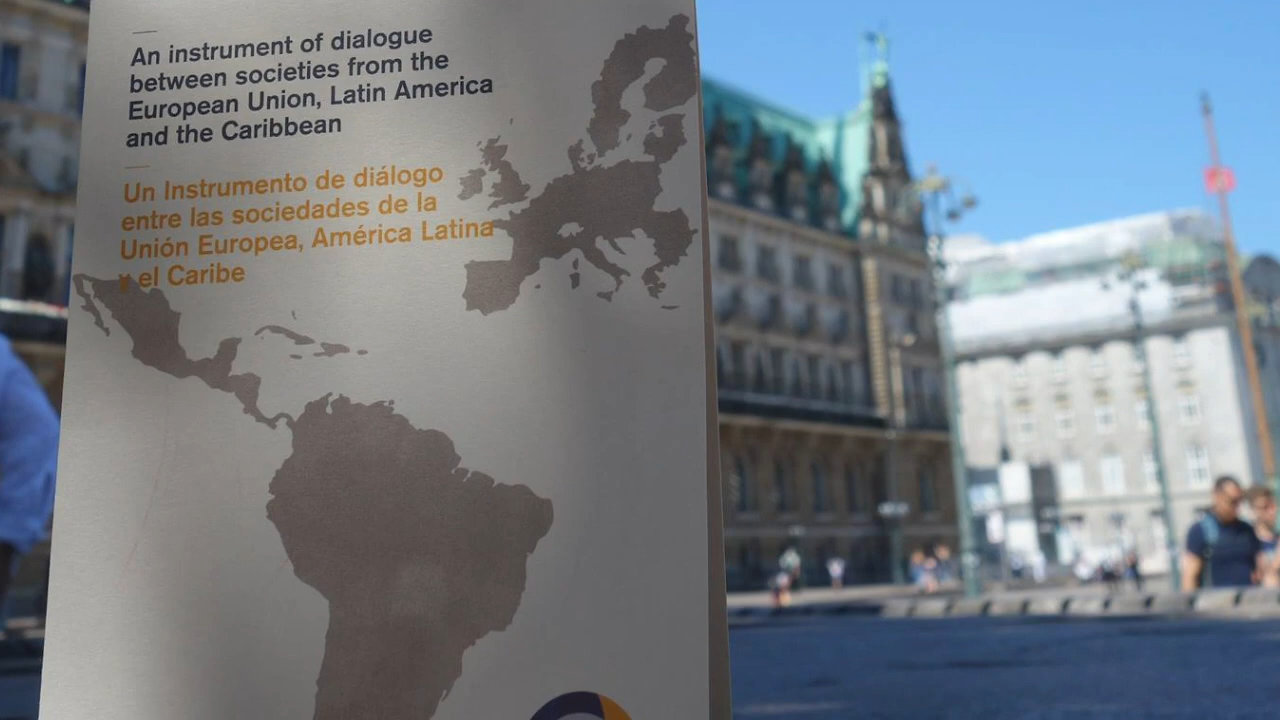 An instrument of dialogue
between societies from the
European Union, Latin America
and the Caribbean
Un Instrumento de diálogo
entre las sociedades de la
Unión Europea, América Latina
y el Caribe